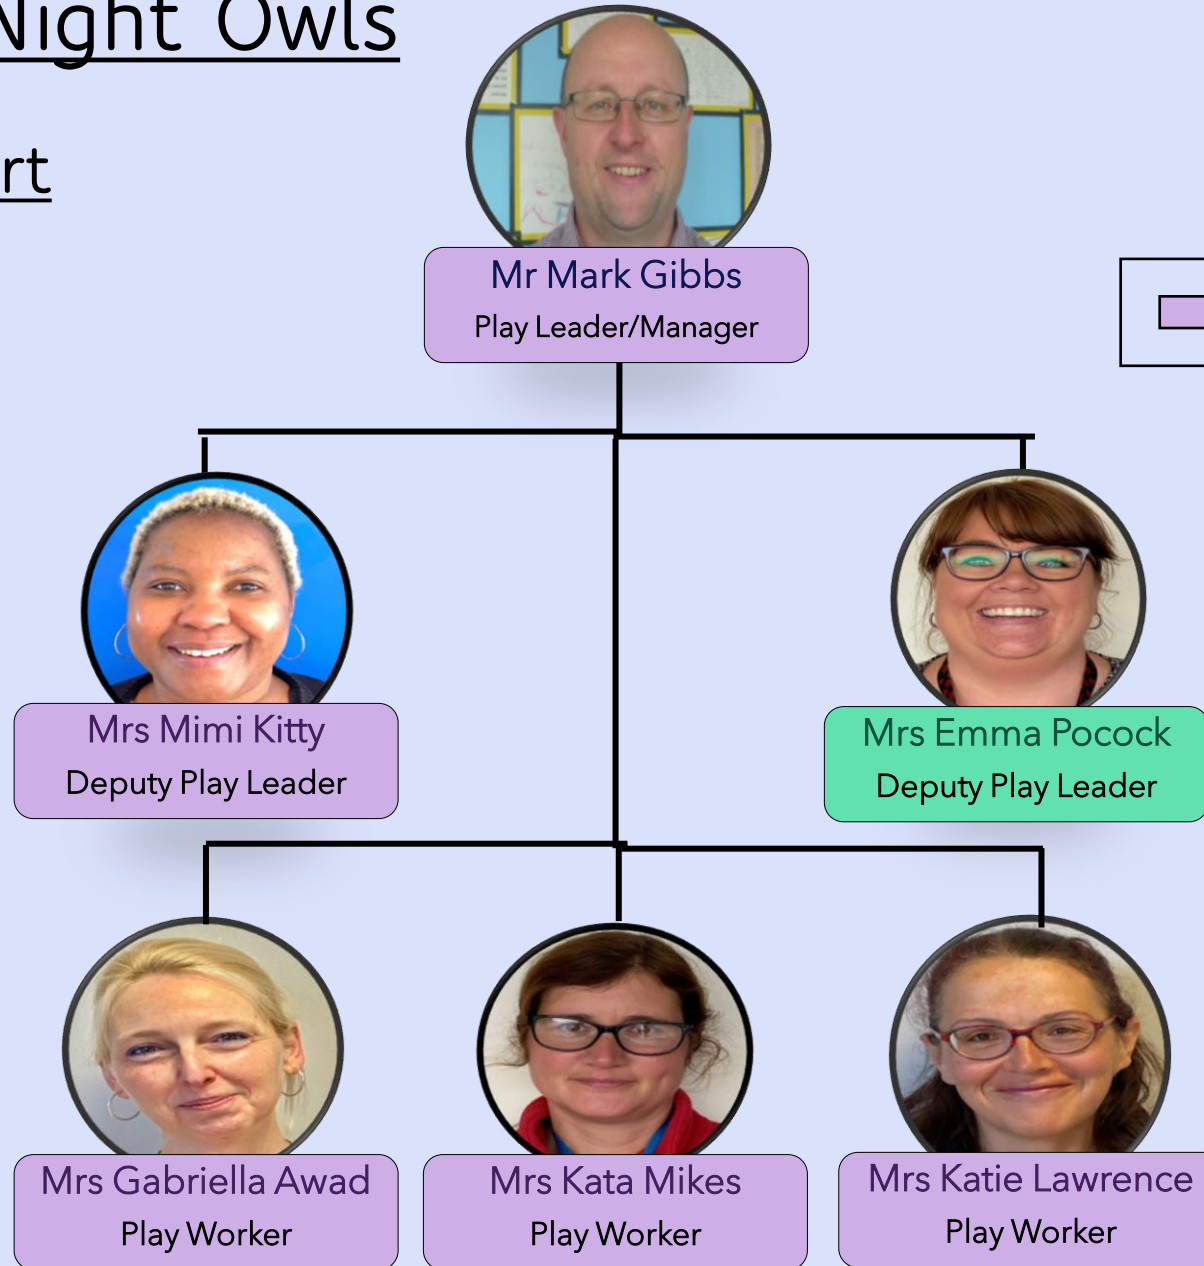 Night Owls
rt
Mr Mark Gibbs
Play Leader/Manager
Mrs Mimi Kitty
Deputy Play Leader
Mrs Emma Pocock
Deputy Play Leader
Mrs Gabriella Awad
Play Worker
Mrs Kata Mikes
Play Worker
Mrs Katie Lawrence
Play Worker